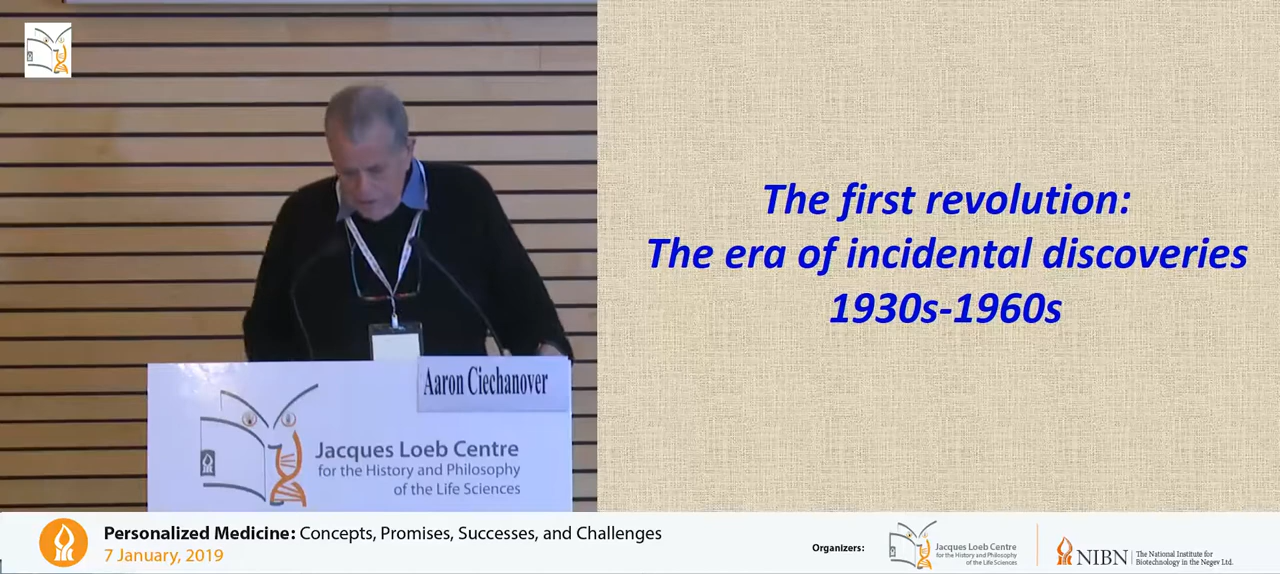 The first revolution:
The era of incidental discoveries
1930s-1960s
Aaron Ciechanover
Jacques Loeb Centre
for the History and Philosophy
of the Life Sciences
Personalized Medicine: Concepts, Promises, Successes, and Challenges
7 January, 2019
Organizers:
Jacques Loeb Centre
for the History and Philosophy
of the Life Sciences
NIBN
The National Institute for
Biotechnology in the Negev Ltd.